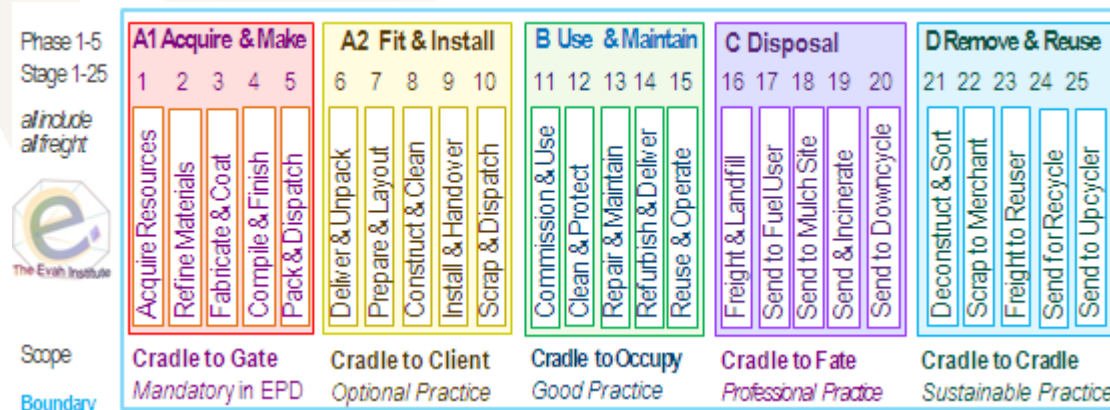 Phase 1-5
Stage 1-25
all include
all freight
The Evah Institute
Scope
Boundary
A1 Acquire & Make
1 2 3 4 5
Acquire Resources
Refine Materials
Fabricate & Coat
Compile & Finish
Pack & Dispatch
Cradle to Gate
Mandatory in EPD
A2 Fit & Install
6 7 8 9 10
Deliver & Unpack
Prepare & Layout
Construct & Clean
Install & Handover
Scrap & Dispatch
Cradle to Client
Optional Practice
B Use & Maintain
11 12 13 14 15
Commission & Use
Clean & Protect
Repair & Maintain
Refurbish & Deliver
Reuse & Operate
Cradle to Occupy
Good Practice
C Disposal
16 17 18 19 20
Freight & Landfill
Send to Fuel User
Send to Mulch Site
Send & Incinerate
Send to Downcycle
Cradle to Fate
Professional Practice
D Remove & Reuse
21 22 23 24 25
Deconstruct & Sort
Scrap to Merchant
Freight to Reuser
Send for Recycle
Send to Upcycler
Cradle to Cradle
Sustainable Practice